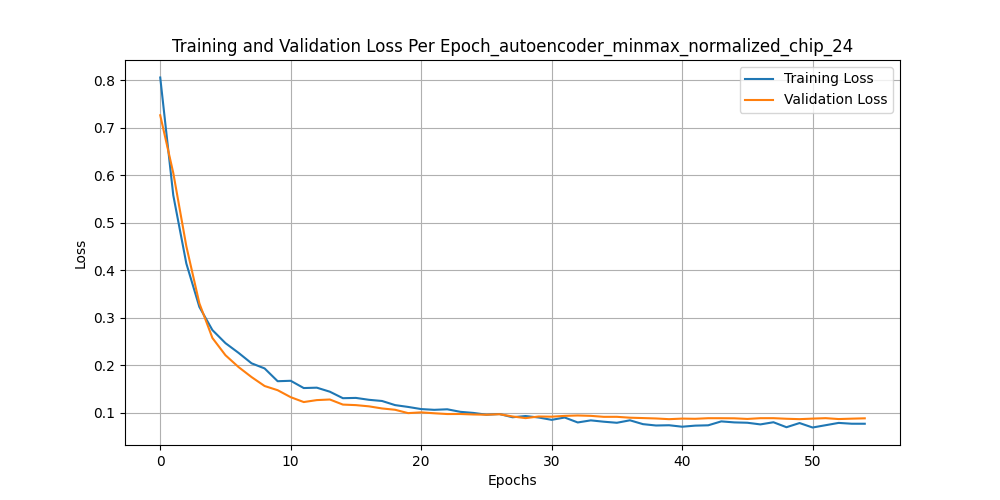 Training and Validation Loss Per Epoch_autoencoder_minmax_normalized_chip_24
Training Loss
Validation Loss
Loss
0.8
0.7
0.6
0.5
0.4
0.3
0.2
0.1
0 10 20 30 40 50
Epochs